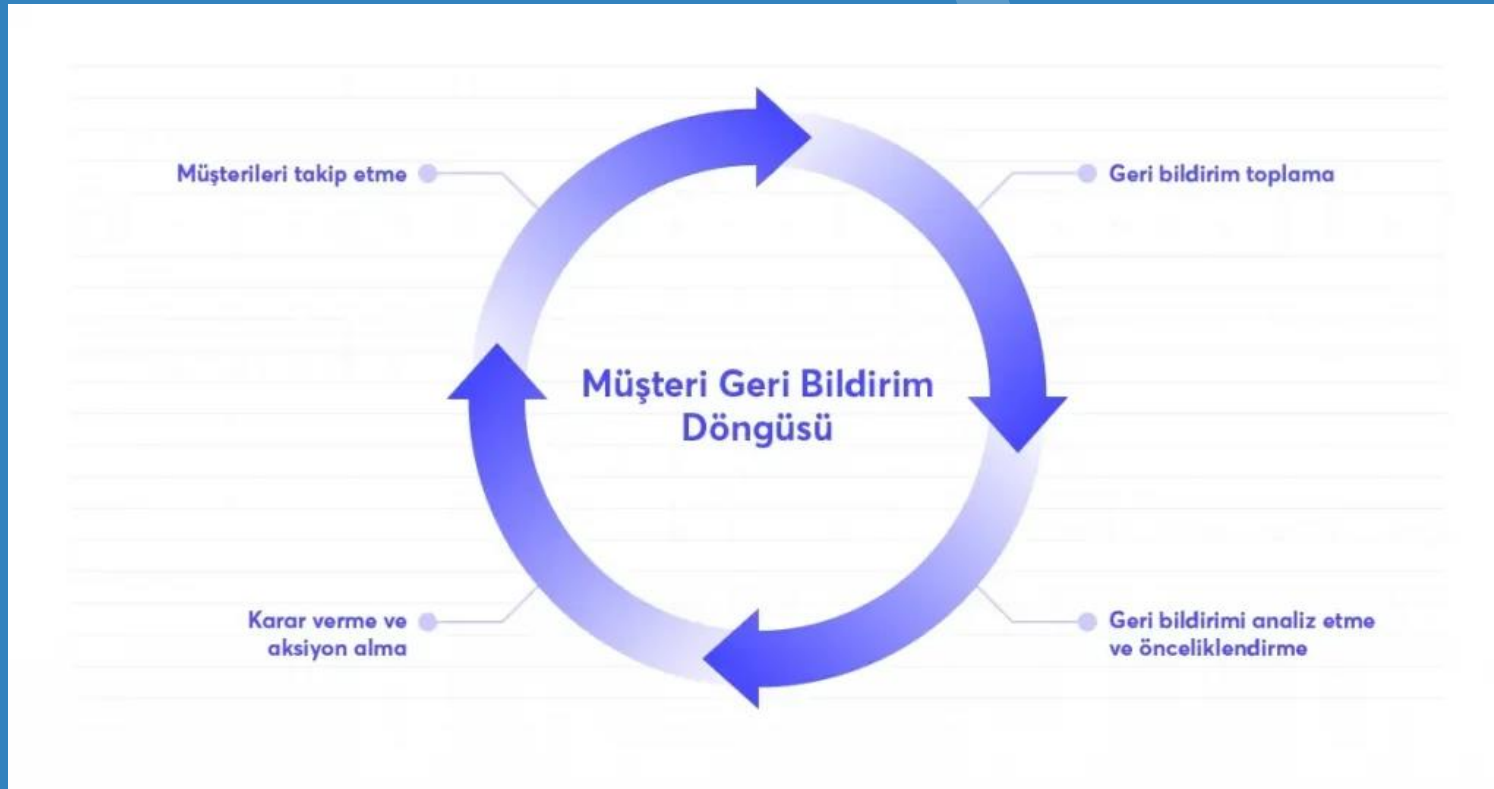 Müşterileri takip etme
Geri bildirim toplama
Müşteri Geri Bildirim
Döngüsü
Karar verme ve
aksiyon alma
Geri bildirimi analiz etme
ve önceliklendirme